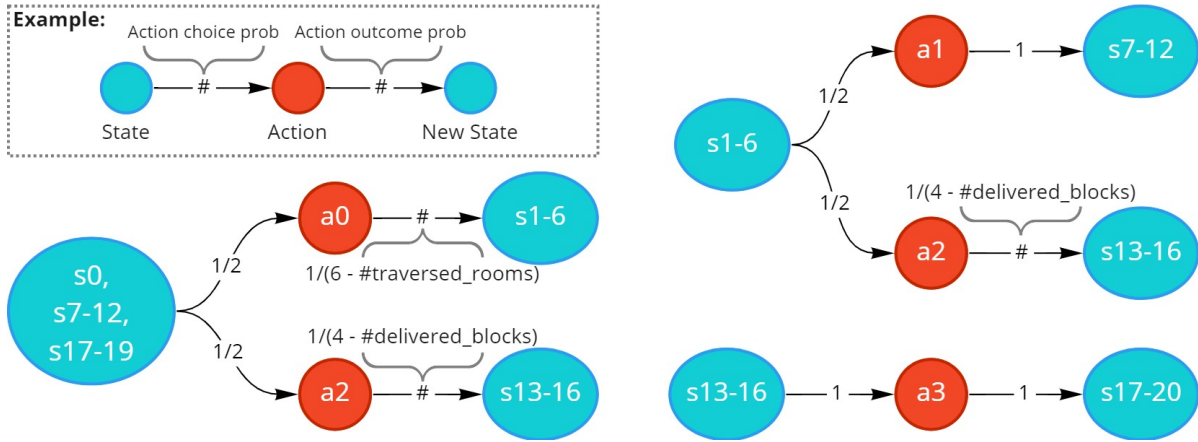 Example:
Action choice prob
Action outcome prob
#
#
State
Action
New State
s0,
s7-12,
s17-19
1/2
a0
#
s1-6
1/(6 - #traversed_rooms)
1/2
1/(4 - #delivered_blocks)
a2
#
s13-16
s1-6
1/2
a1
1
s7-12
1/2
1/(4 - #delivered_blocks)
a2
#
s13-16
s13-16
1
a3
1
s17-20